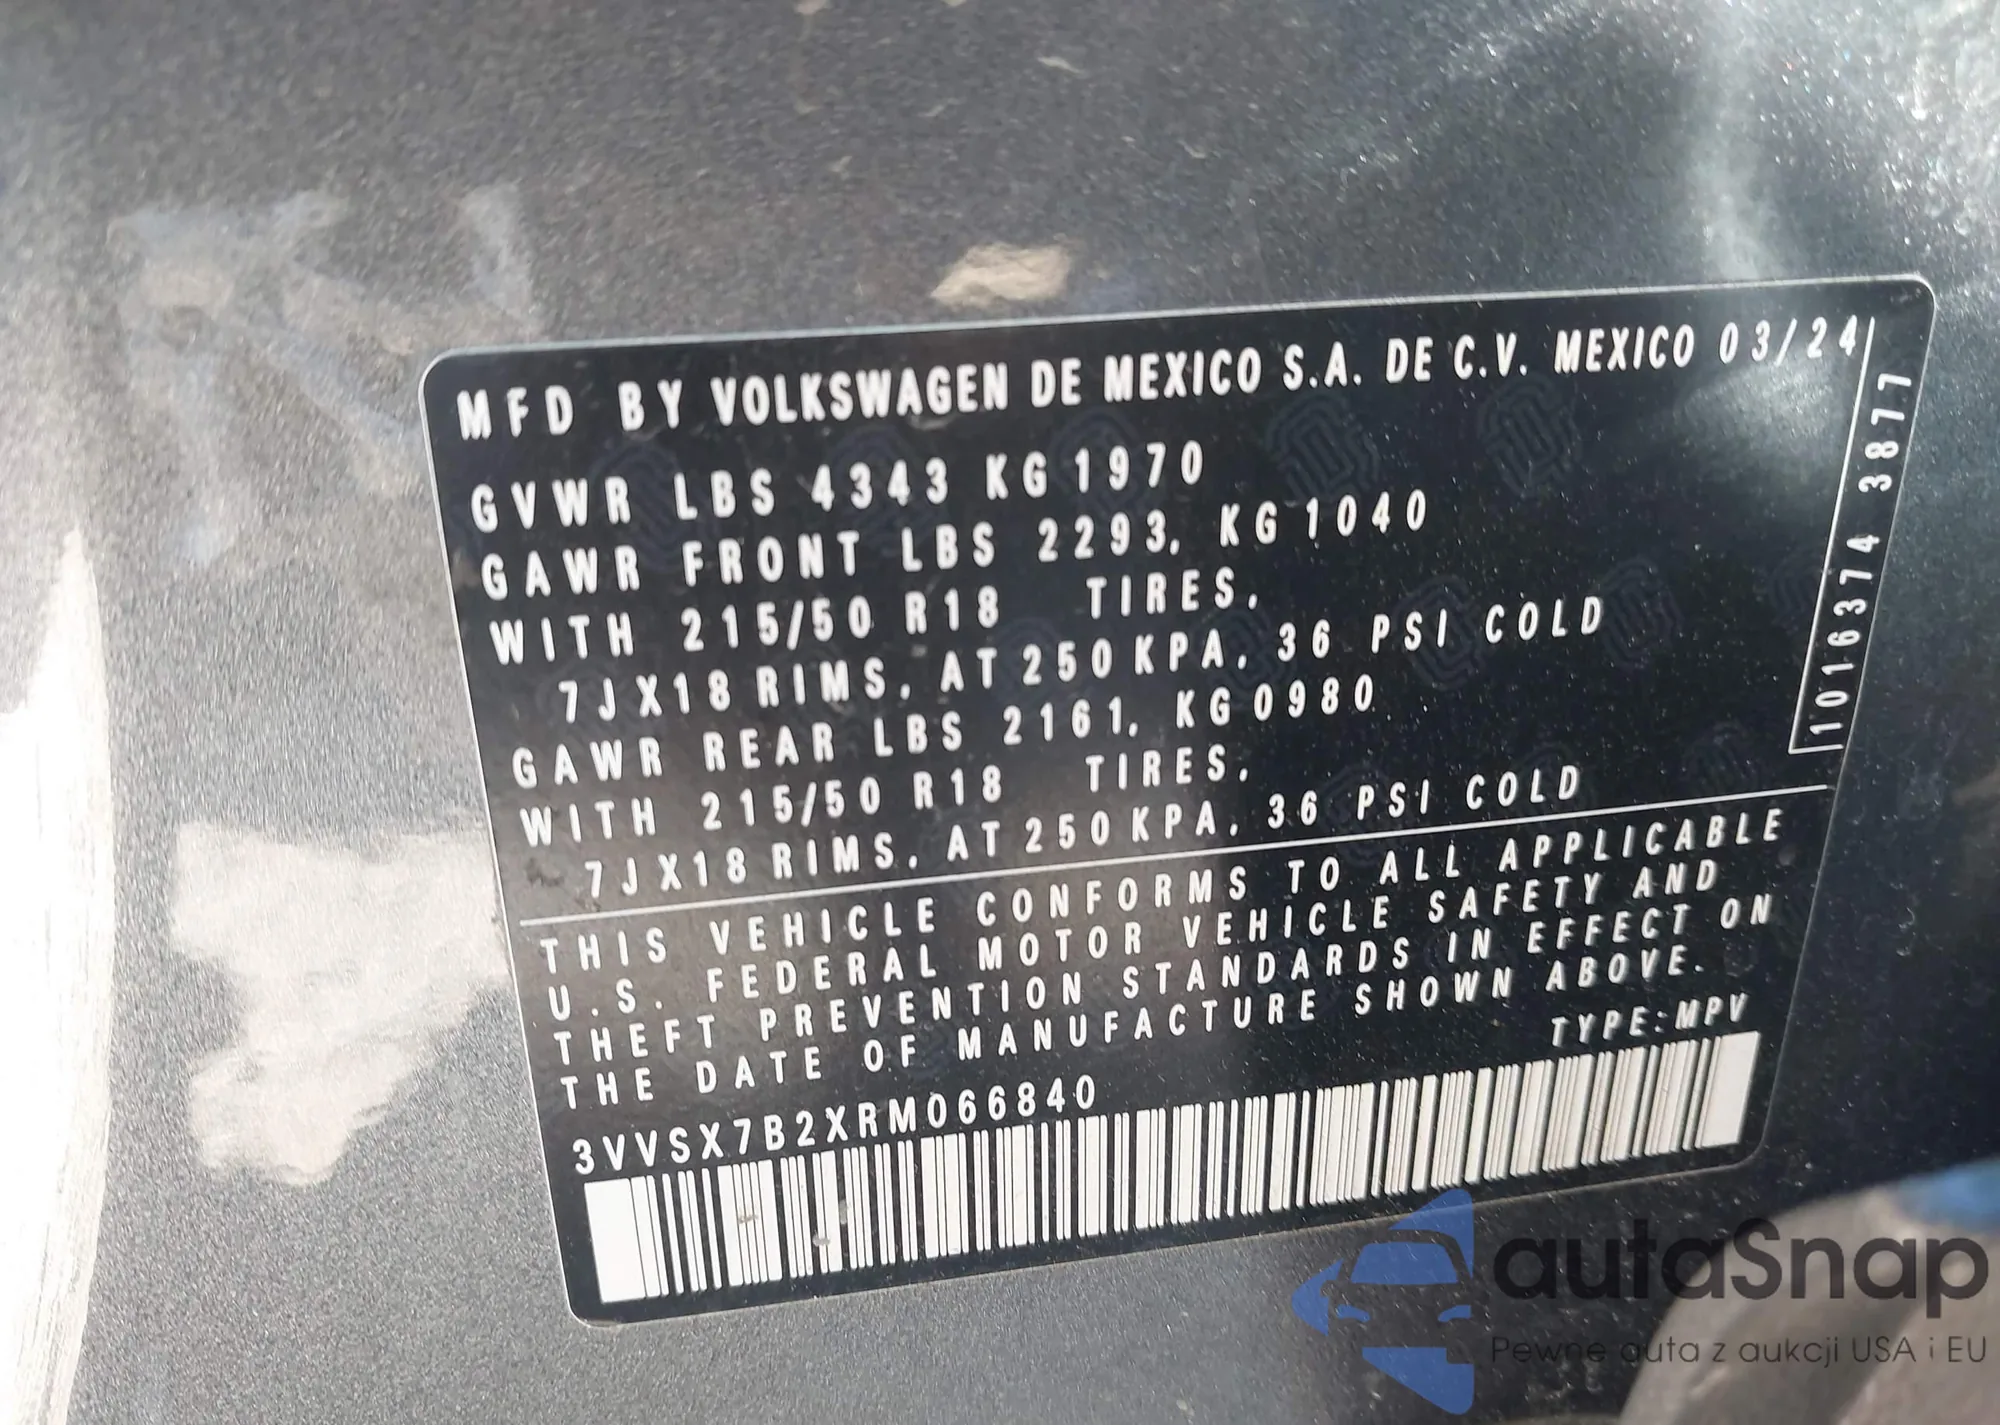 MFD BY VOLKSWAGEN DE MEXICO S.A. DE C.V. MEXICO 03/24
GVWR LBS 4343 KG 1970
GAWR FRONT LBS 2293, KG 1040
WITH 215/50 R18 TIRES,
7JX18 RIMS, AT 250 KPA, 36 PSI COLD
GAWR REAR LBS 2161, KG 0980
WITH 215/50 R18 TIRES,
7JX18 RIMS, AT 250 KPA, 36 PSI COLD
1016374 3877
THIS VEHICLE CONFORMS TO ALL APPLICABLE
U.S. FEDERAL MOTOR VEHICLE SAFETY AND
THEFT PREVENTION STANDARDS IN EFFECT ON
THE DATE OF MANUFACTURE SHOWN ABOVE.
TYPE: MPV
3VVSX7B2XRM066840
autaSnap
Pewne auta z aukcji USA i EU